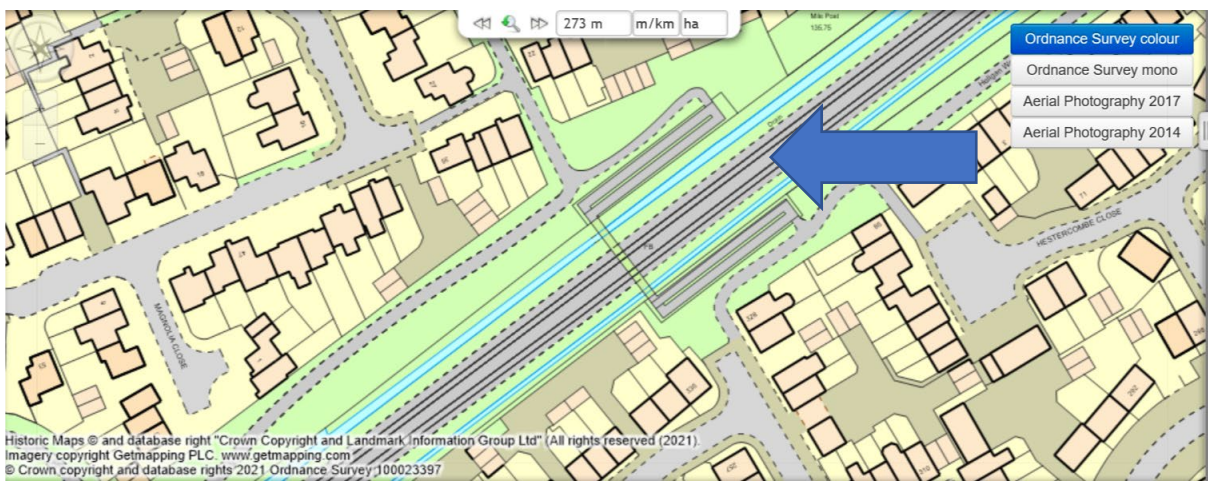 273 m m/km ha
Mile Post
136.75
Ordnance Survey colour
Ordnance Survey mono
Aerial Photography 2017
Aerial Photography 2014
Drain
FB
HESTERCOMBE CLOSE
MAGNOLIA CLOSE
Historic Maps © and database right "Crown Copyright and Landmark Information Group Ltd" (All rights reserved (2021).
Imagery copyright Getmapping PLC. www.getmapping.com
© Crown copyright and database rights 2021 Ordnance Survey 100023397